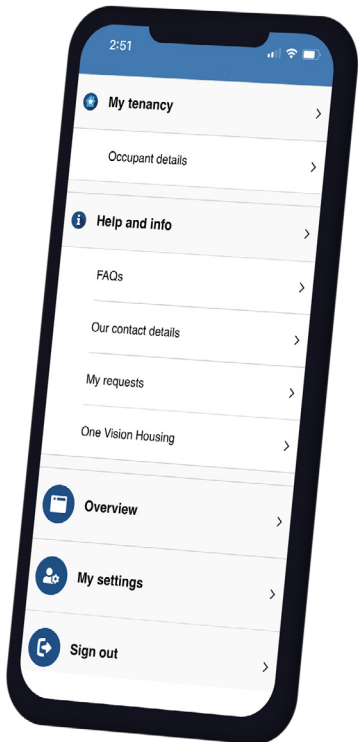 2:51
My tenancy
Occupant details
Help and info
FAQs
Our contact details
My requests
One Vision Housing
Overview
My settings
Sign out